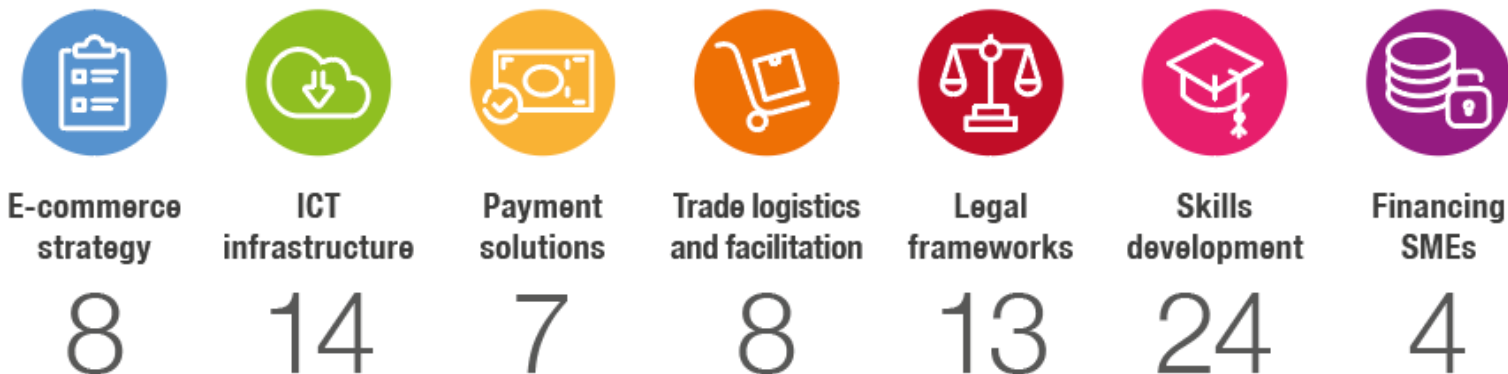 E-commerce
strategy
8
ICT
infrastructure
14
Payment
solutions
7
Trade logistics
and facilitation
8
Legal
frameworks
13
Skills
development
24
Financing
SMEs
4